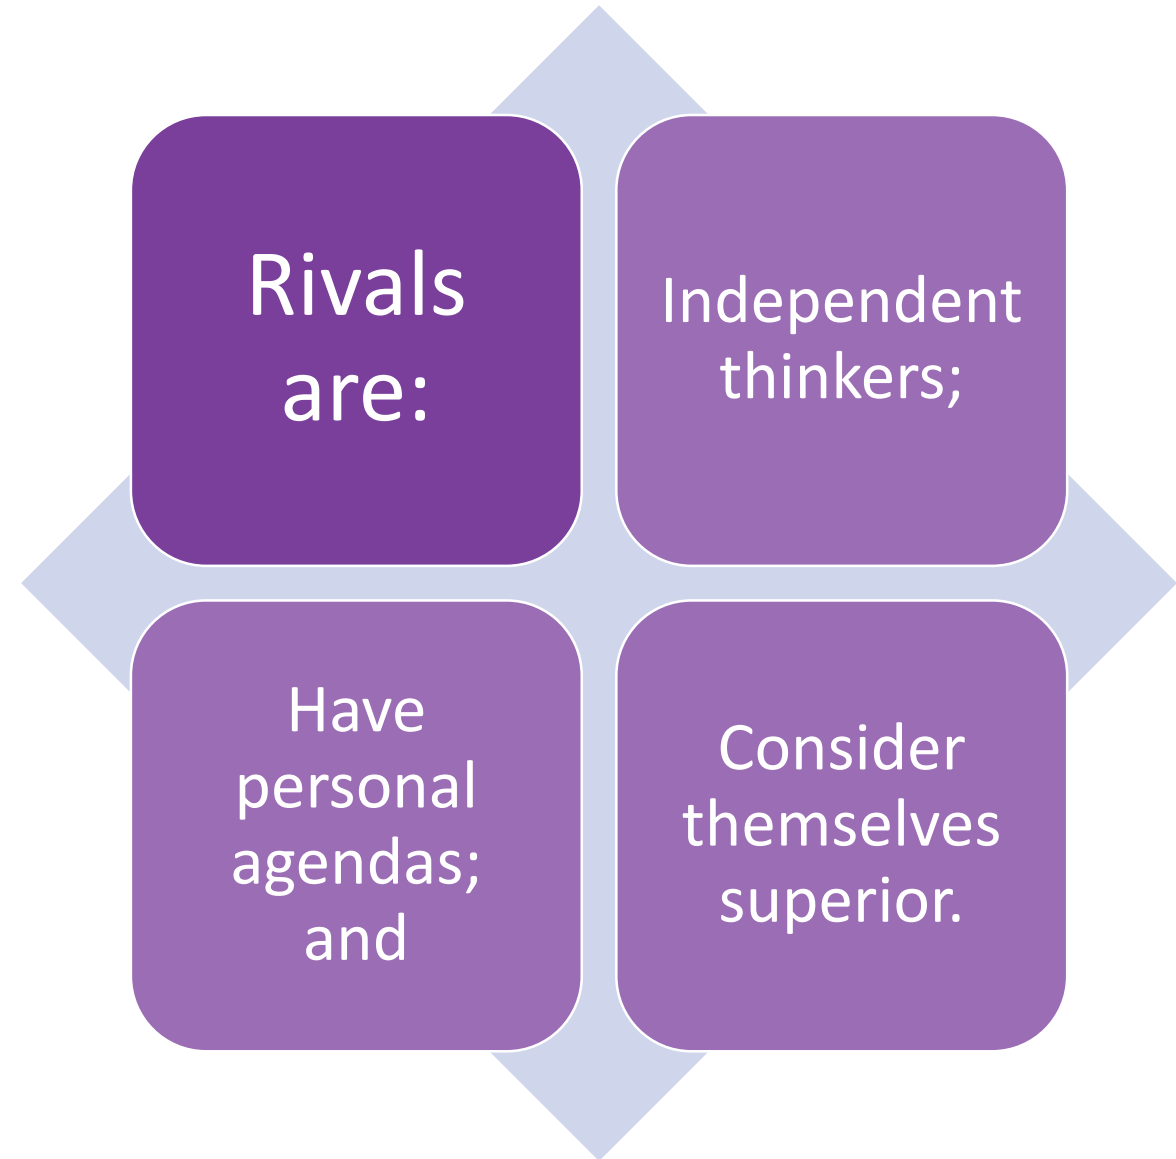 Rivals
are:
Independent
thinkers;
Have
personal
agendas;
and
Consider
themselves
superior.